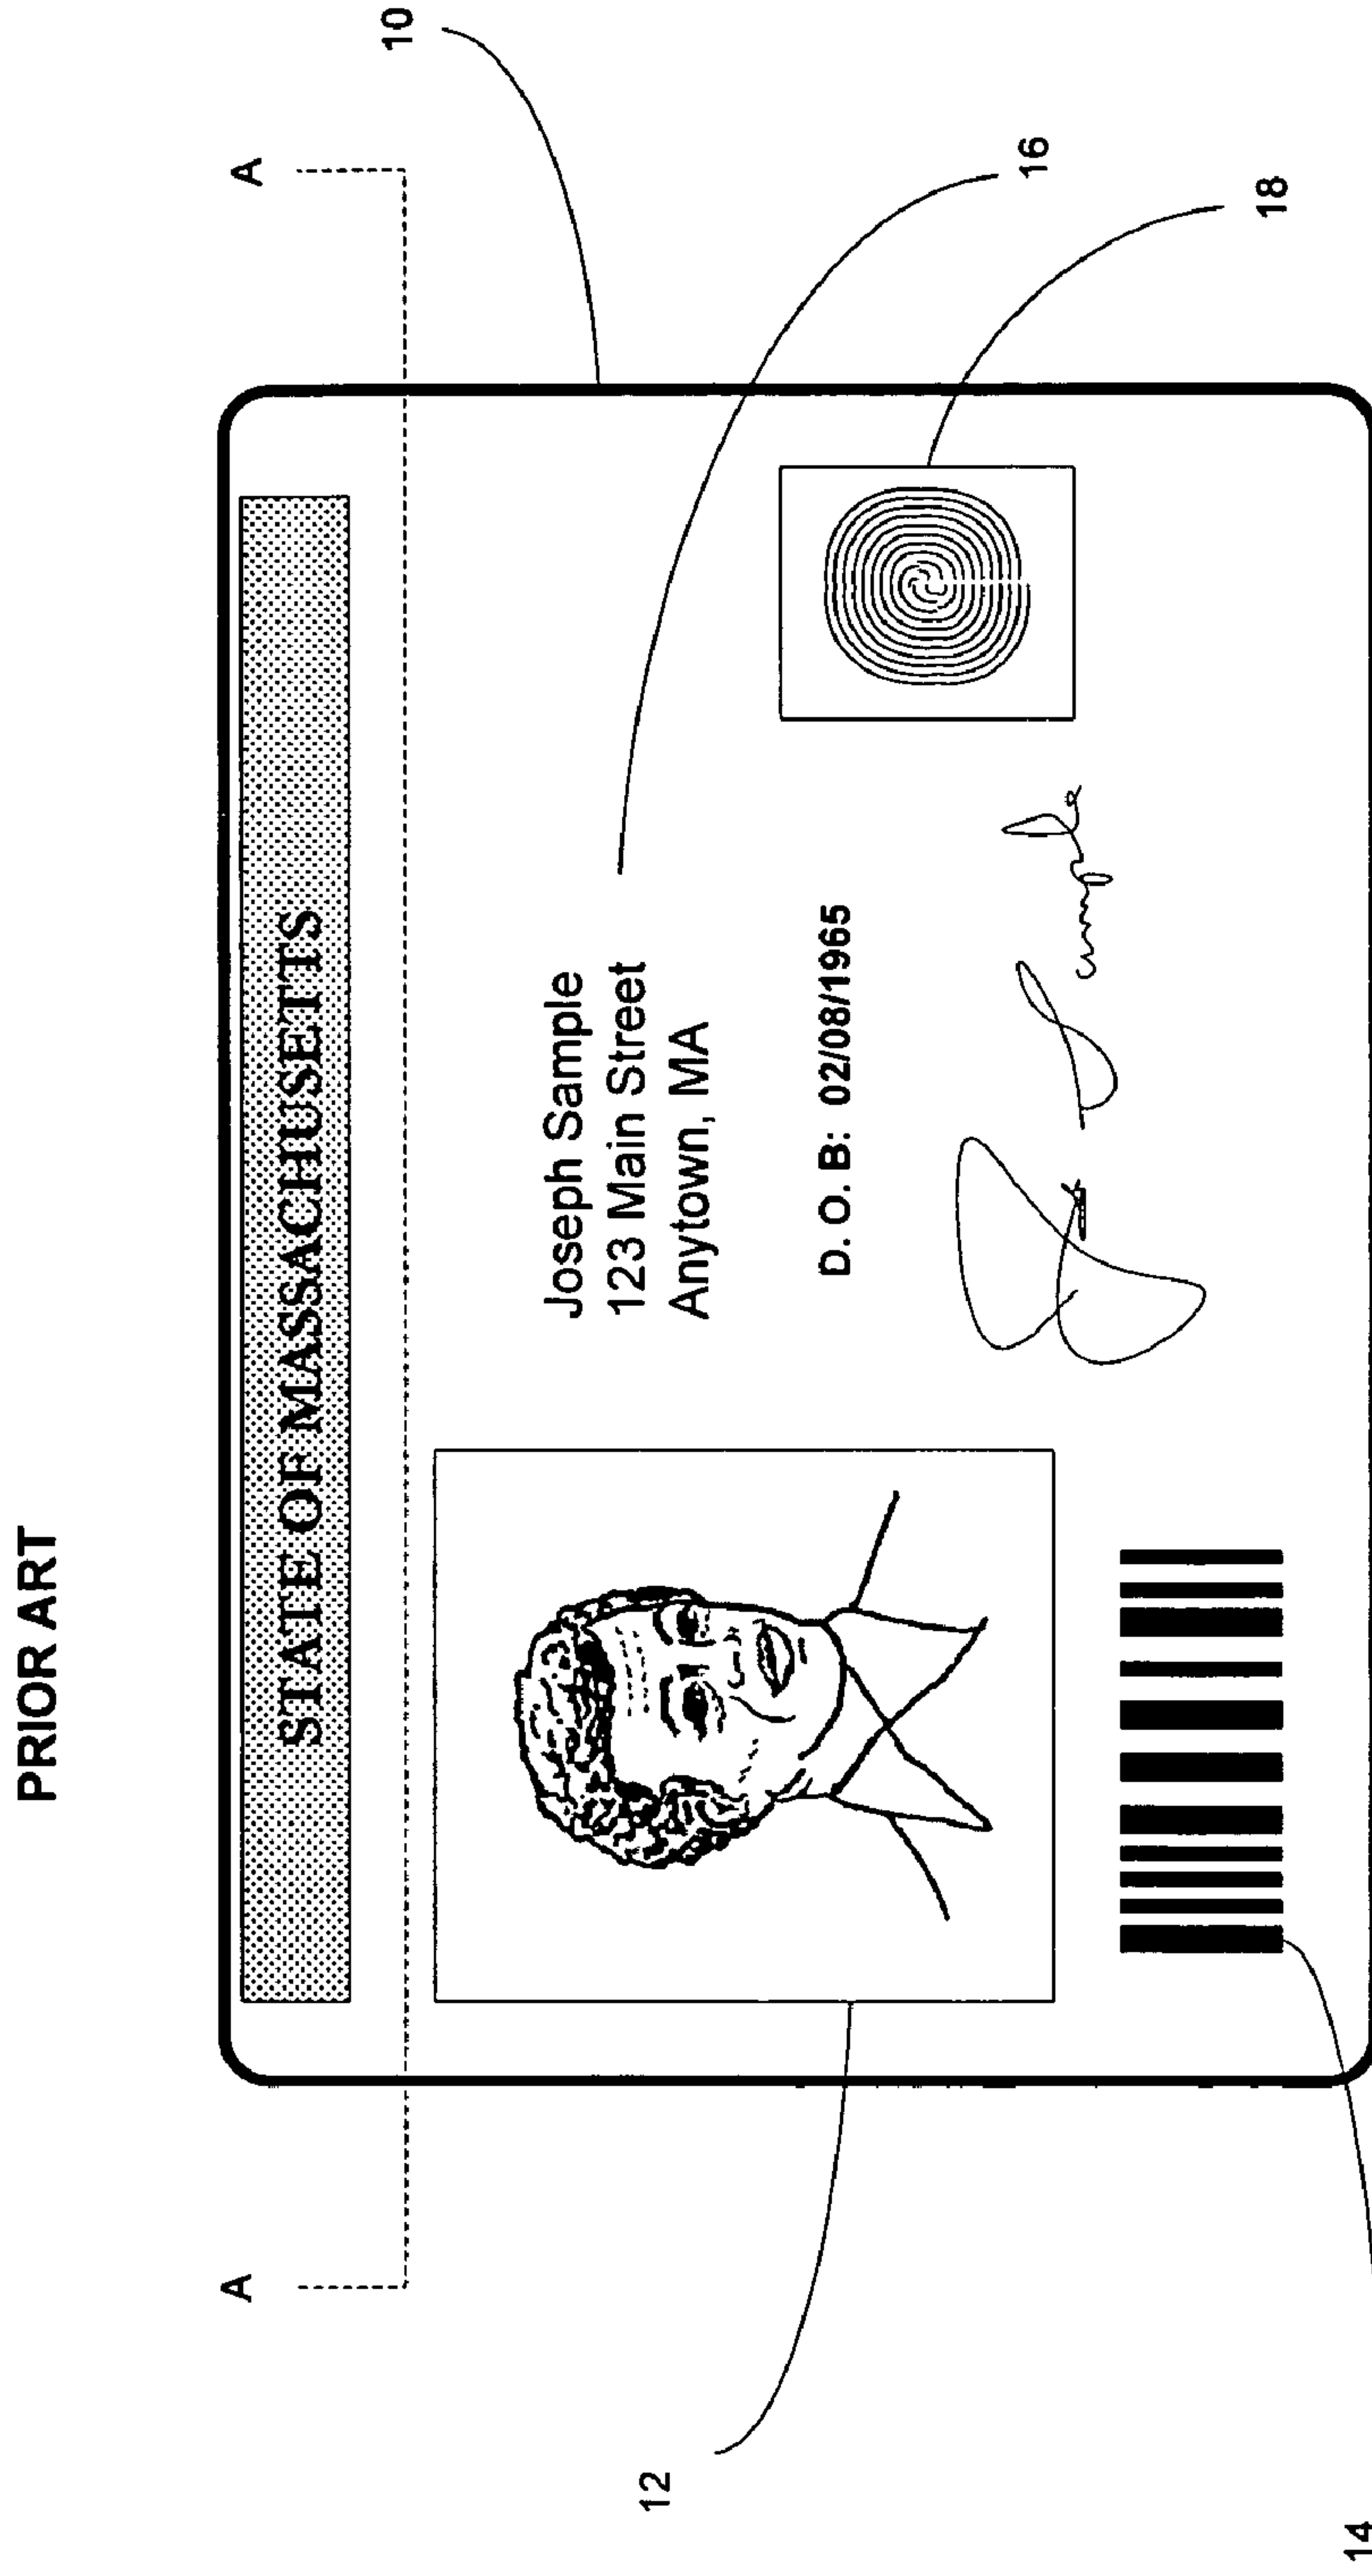 PRIOR ART
A
A
10
STATE OF MASSACHUSETTS
Joseph Sample
123 Main Street
Anytown, MA
16
D. O. B: 02/08/1965
18
12
14